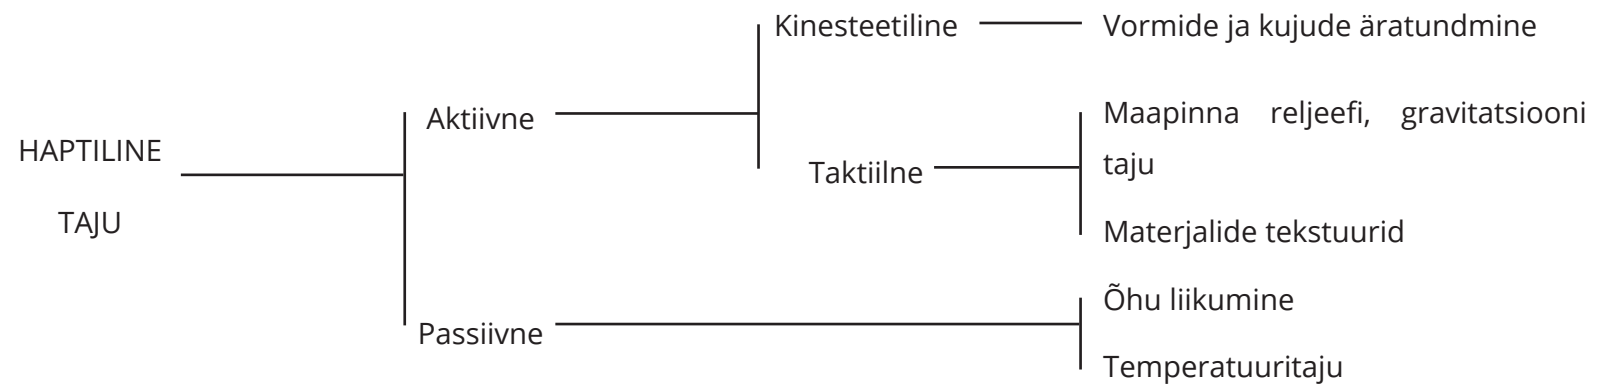 Kinesteetiline
Vormide ja kujude äratundmine
Aktiivne
Maapinna reljeefi, gravitatsiooni
taju
HAPTILINE
TAJU
Taktiilne
Materjalide tekstuurid
Õhu liikumine
Passiivne
Temperatuuritaju